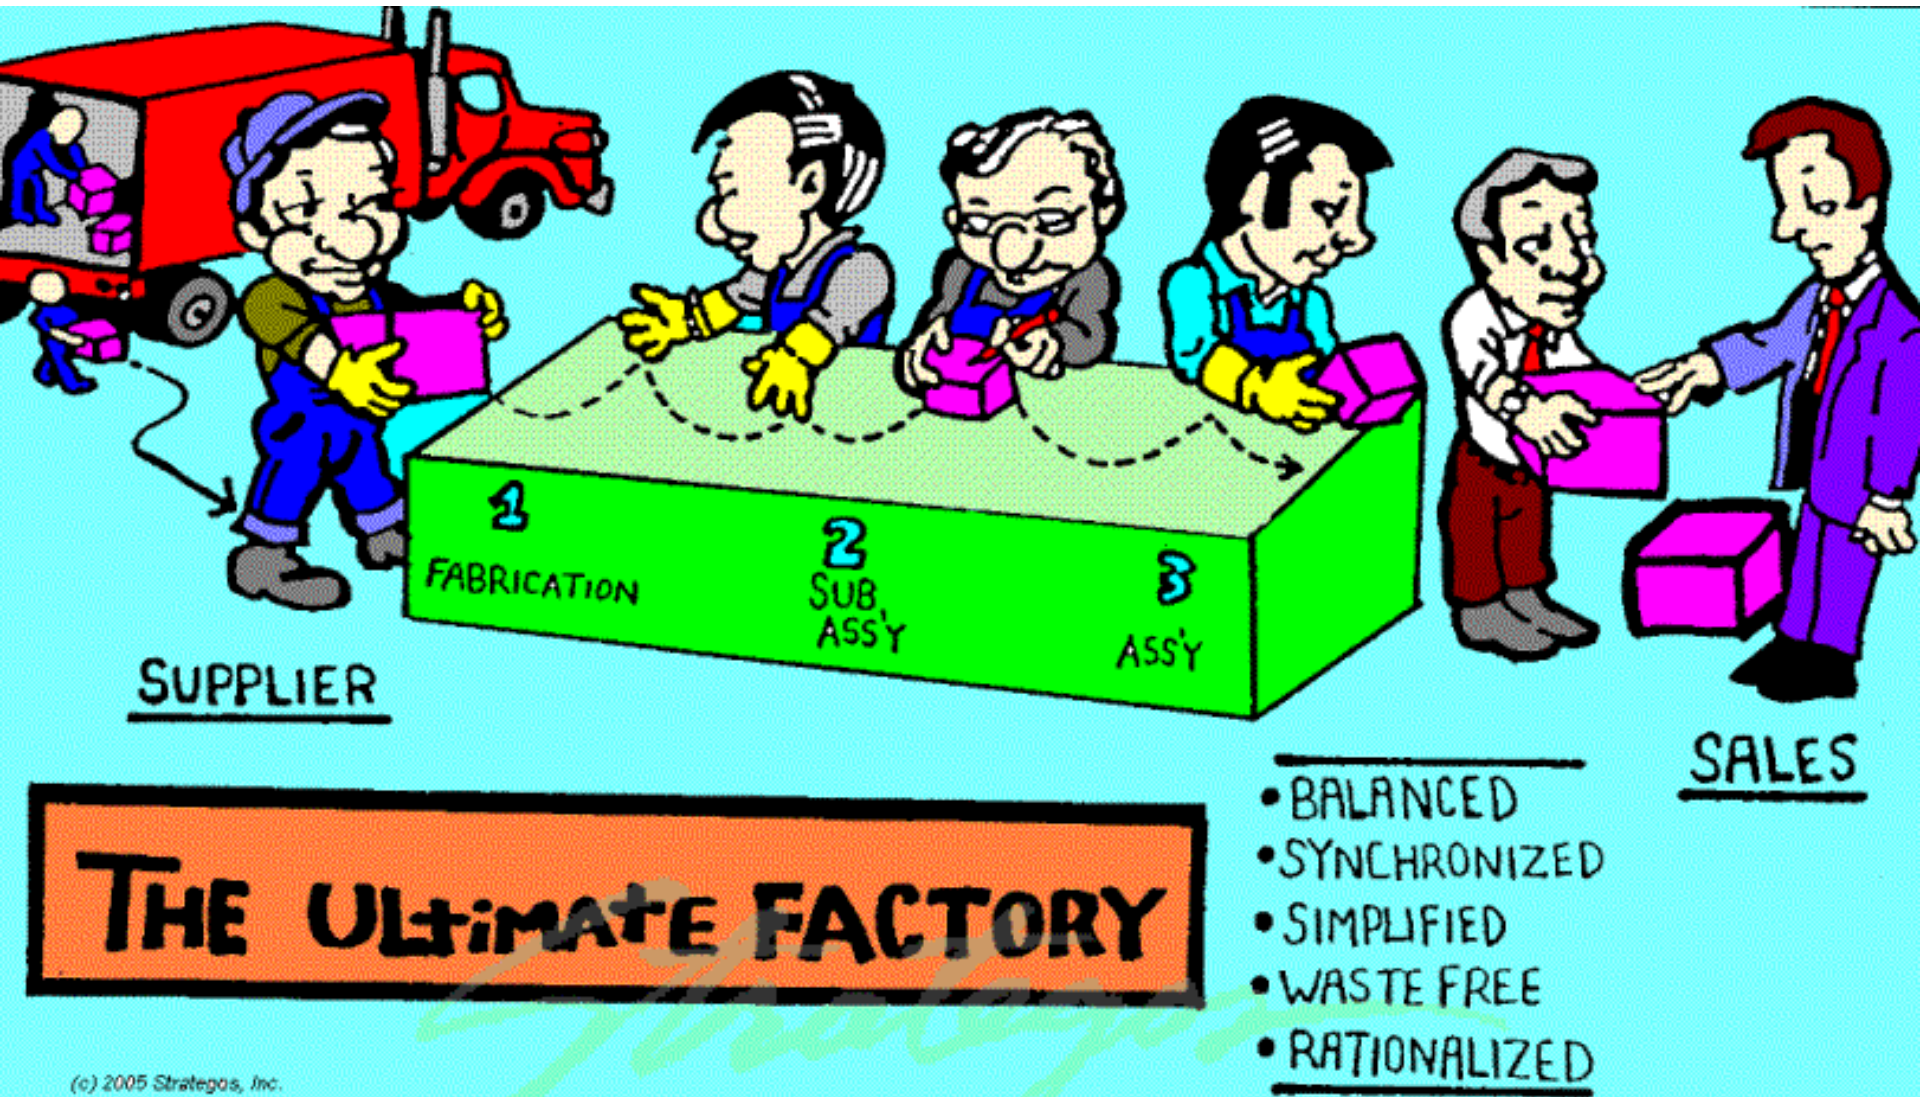 1
FABRICATION
2
SUB.
ASS'Y
3
ASS'Y
SUPPLIER
SALES
THE ULtiMAtE FACTORY
• BALANCED
• SYNCHRONIZED
• SIMPLIFIED
• WASTE FREE
• RATIONALIZED
Strategos
(c) 2005 Strategos, Inc.